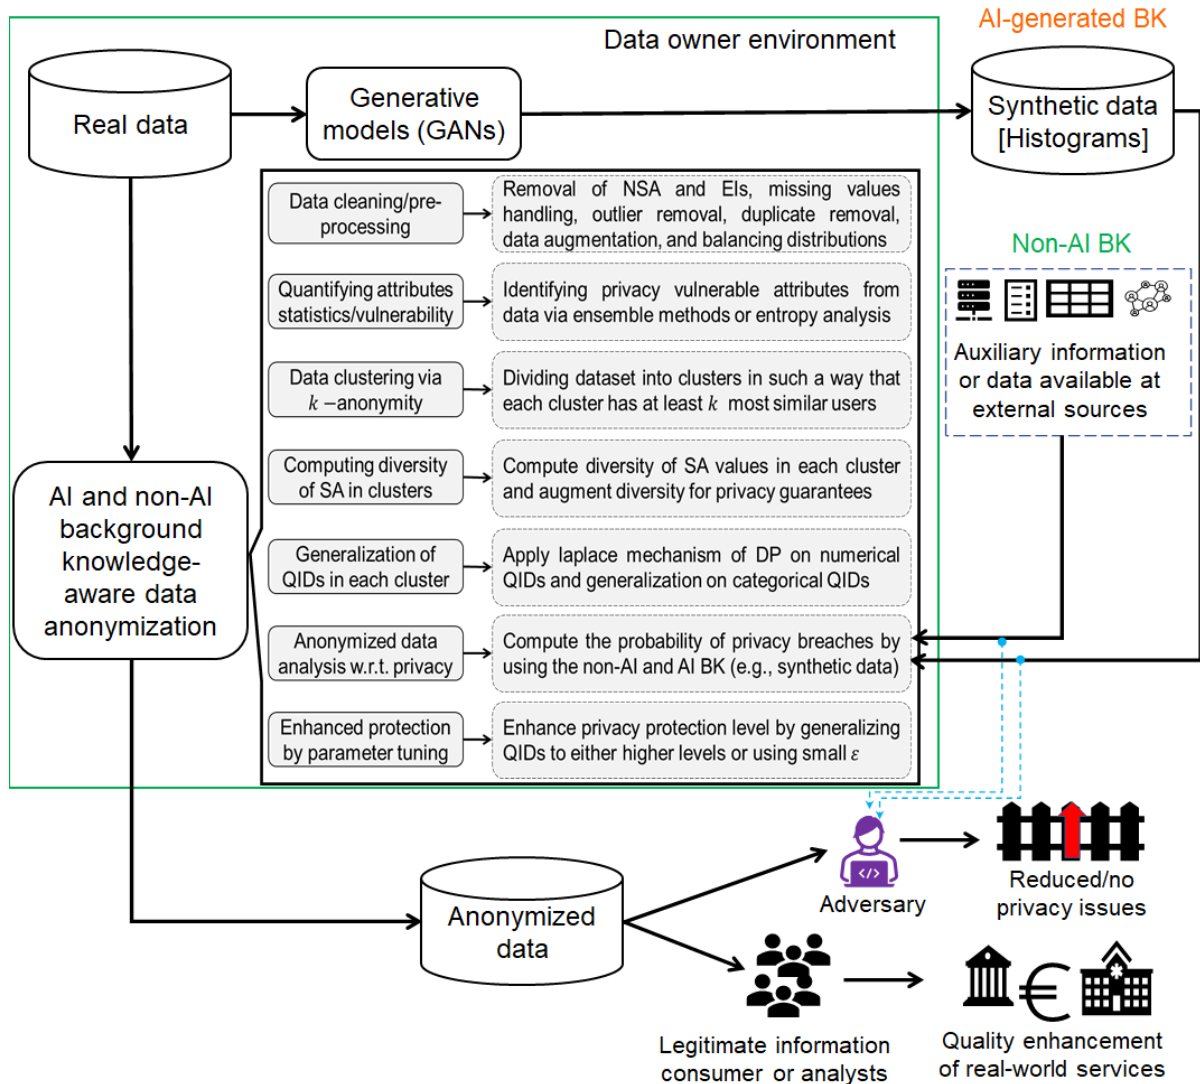 Data owner environment
AI-generated BK
Real data
Generative
models (GANs)
Synthetic data
[Histograms]
Data cleaning/pre-
processing
Removal of NSA and EIs, missing values
handling, outlier removal, duplicate removal,
data augmentation, and balancing distributions
Non-AI BK
Quantifying attributes
statistics/vulnerability
Identifying privacy vulnerable attributes from
data via ensemble methods or entropy analysis
Auxiliary information
or data available at
external sources
Data clustering via
k −anonymity
Dividing dataset into clusters in such a way that
each cluster has at least k most similar users
Computing diversity
of SA in clusters
Compute diversity of SA values in each cluster
and augment diversity for privacy guarantees
AI and non-AI
background
knowledge-
aware data
anonymization
Generalization of
QIDs in each cluster
Apply laplace mechanism of DP on numerical
QIDs and generalization on categorical QIDs
Anonymized data
analysis w.r.t. privacy
Compute the probability of privacy breaches by
using the non-AI and AI BK (e.g., synthetic data)
Enhanced protection
by parameter tuning
Enhance privacy protection level by generalizing
QIDs to either higher levels or using small ε
</>
Adversary
Reduced/no
privacy issues
Anonymized
data
€
Legitimate information
consumer or analysts
Quality enhancement
of real-world services